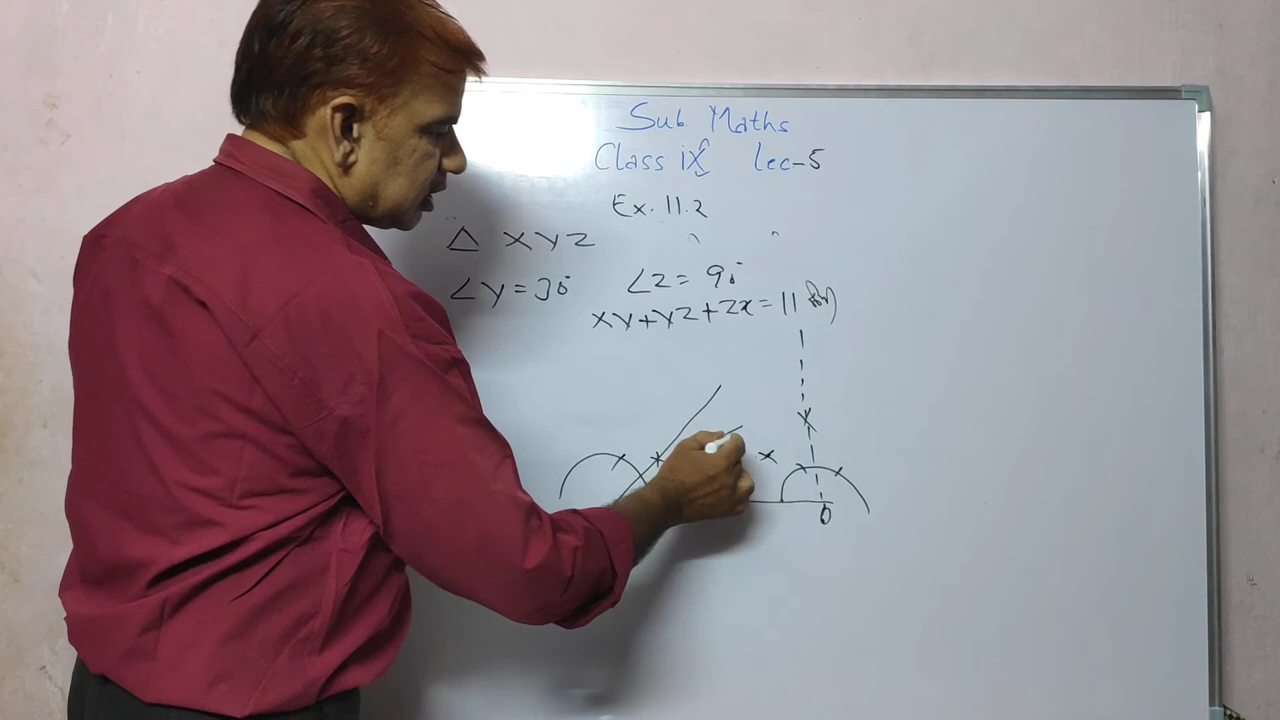 Sub Maths
Class IX Lec-5
Ex. 11.2
△ XYZ
∠Y=30° ∠Z= 90°
XY+YZ+ZX=11